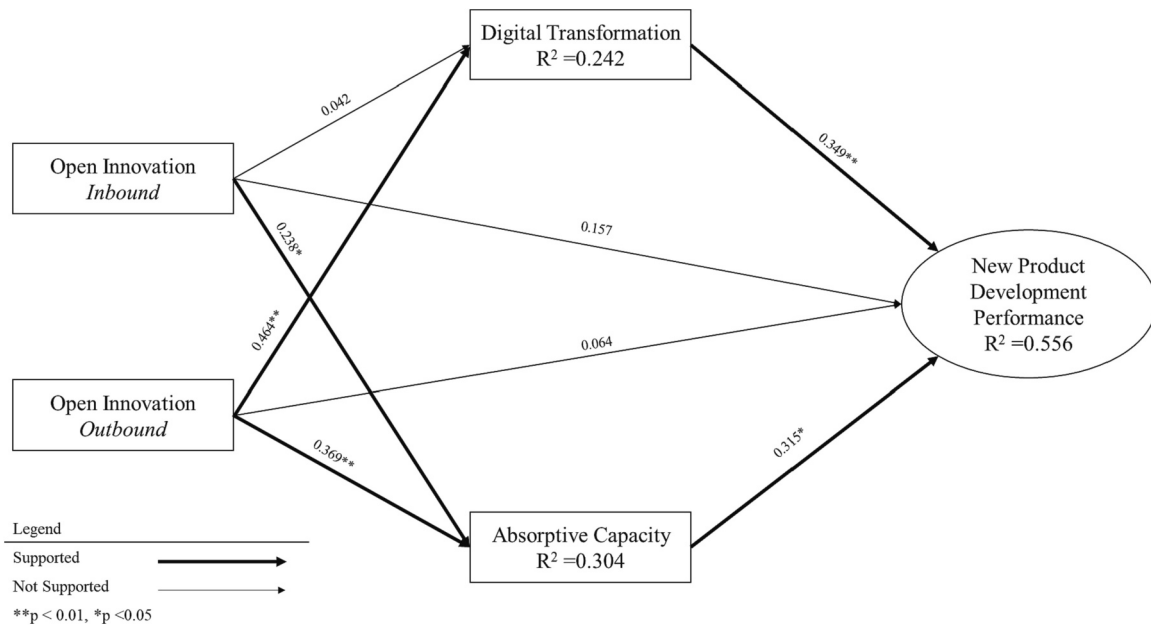 Digital Transformation
R² =0.242
0.042
0.349**
Open Innovation
Inbound
0.238*
0.157
New Product
Development
Performance
R² =0.556
0.464**
0.064
Open Innovation
Outbound
0.369**
0.315*
Absorptive Capacity
R² =0.304
Legend
Supported
Not Supported
**p < 0.01, *p <0.05